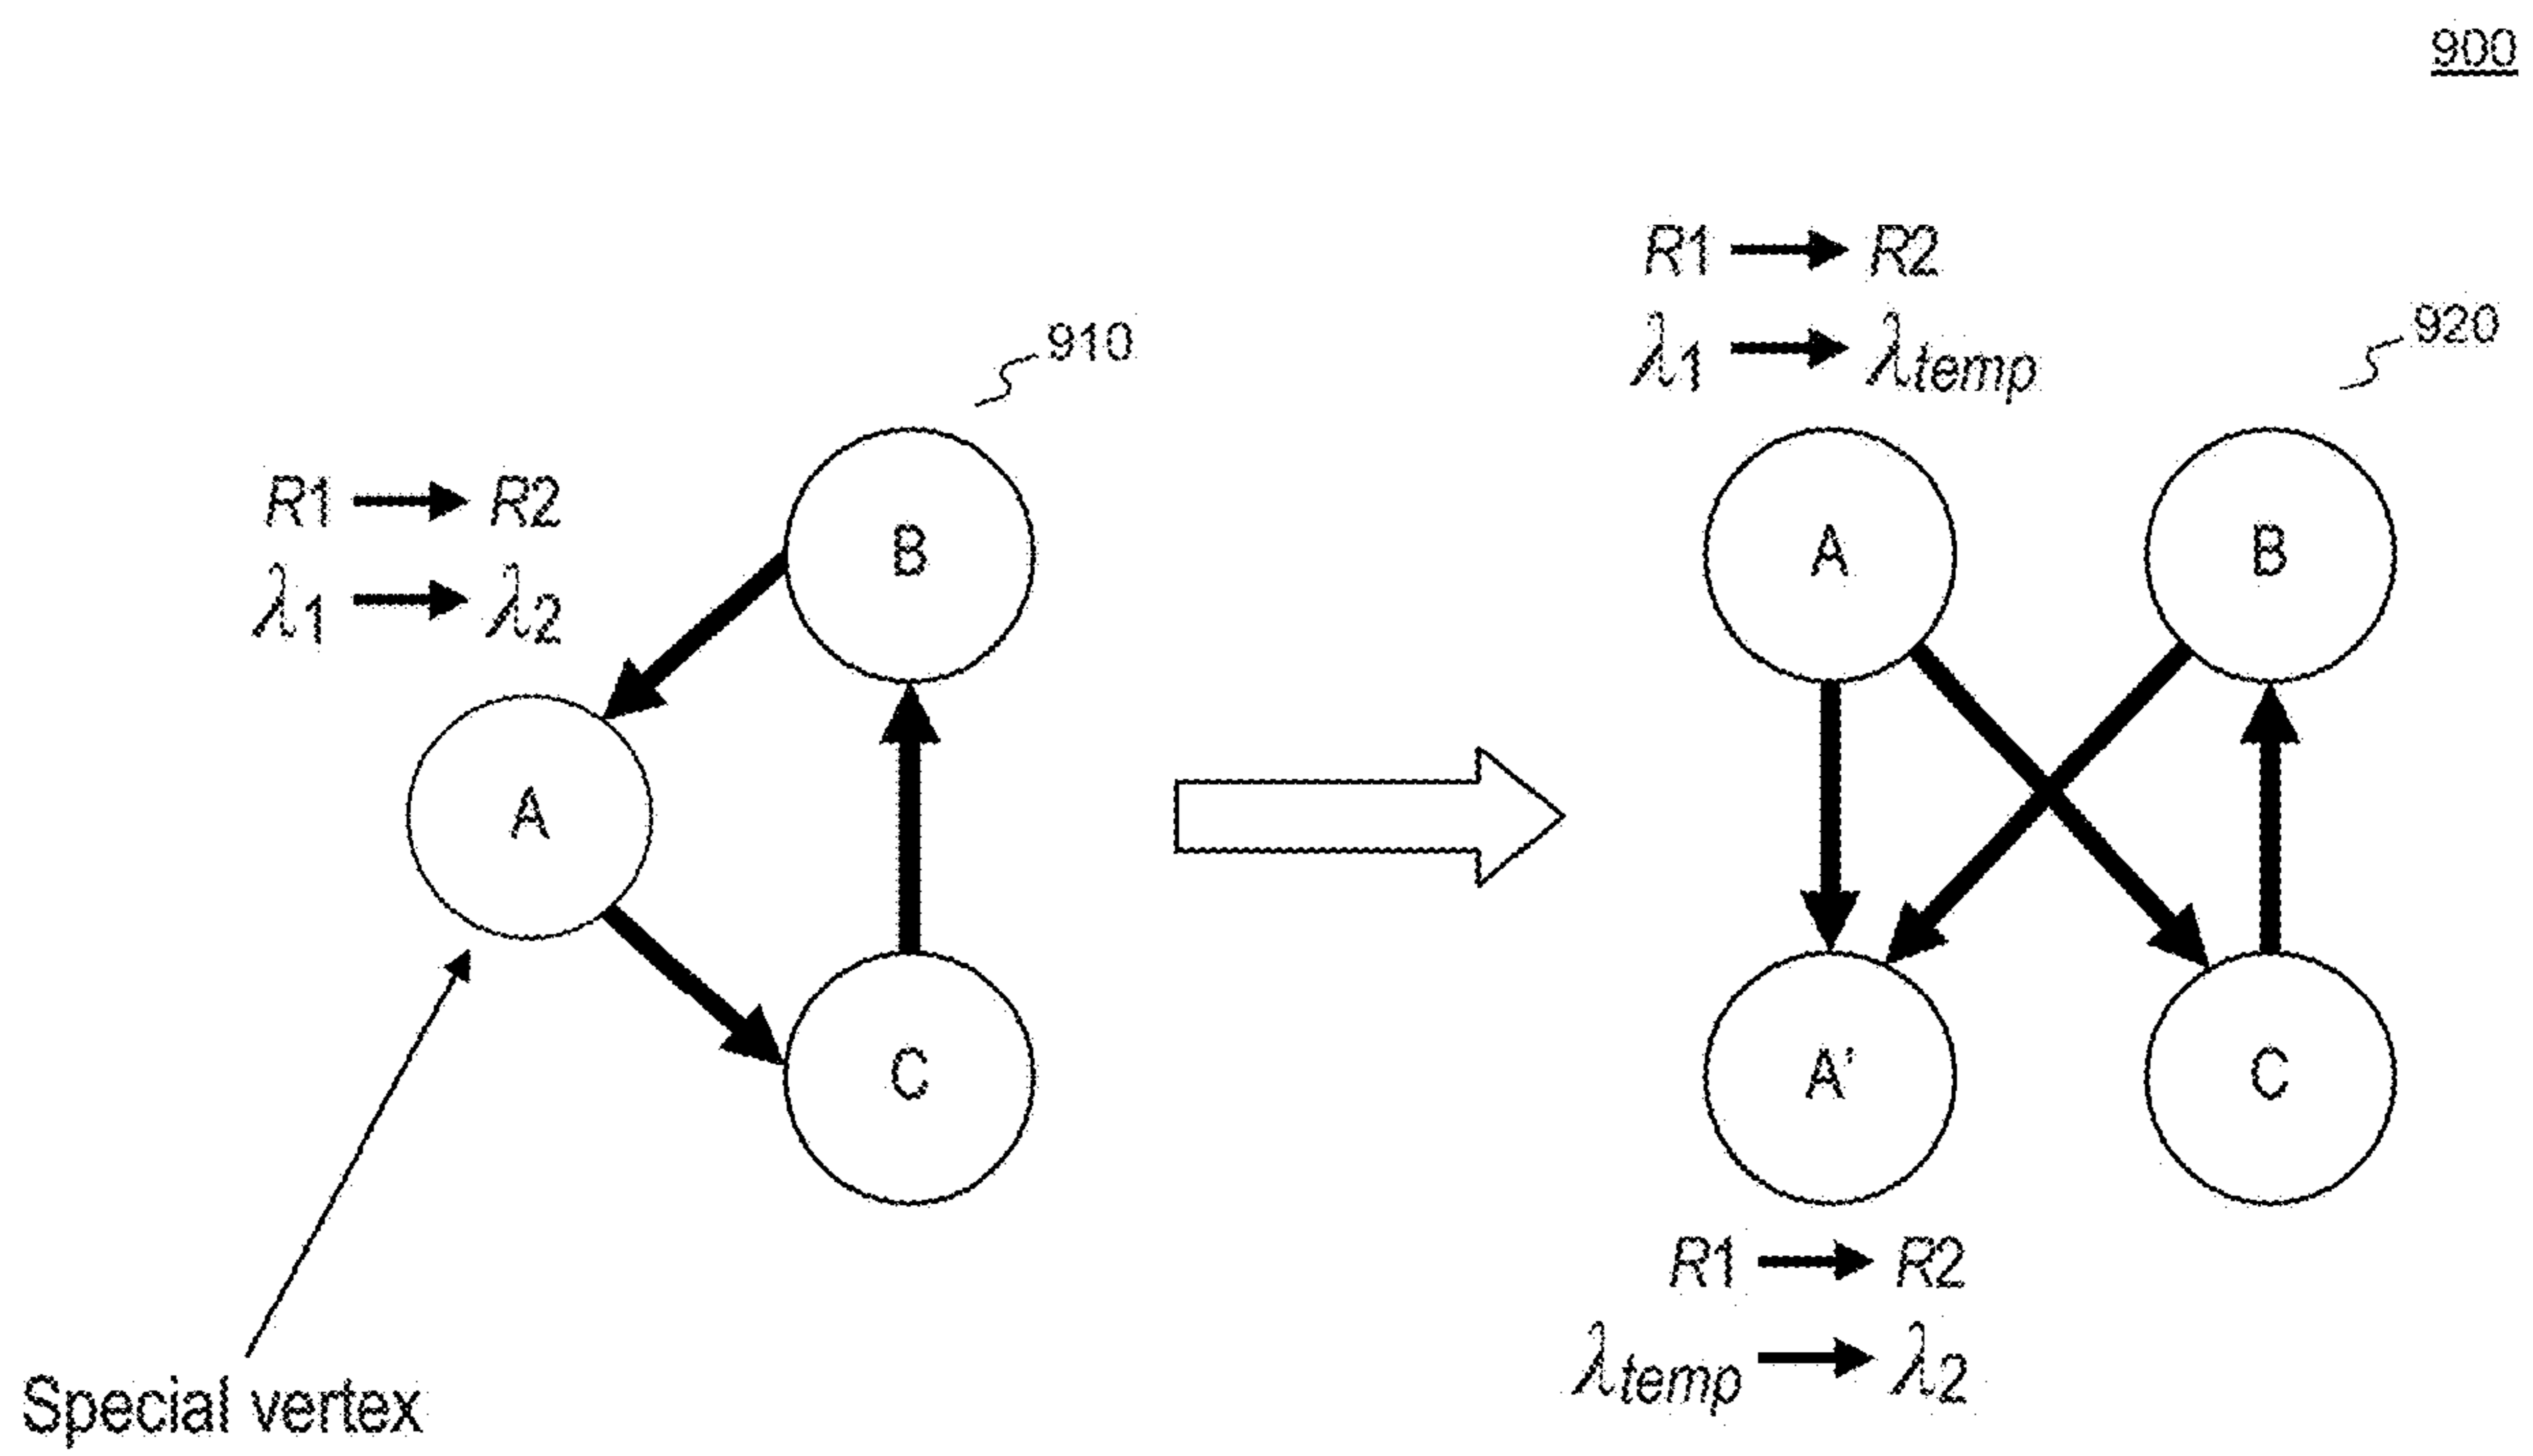 900
910
R1 → R2
λ1 → λ2
B
A
C
Special vertex
R1 → R2
λ1 → λtemp
920
A
B
A'
C
R1 → R2
λtemp → λ2